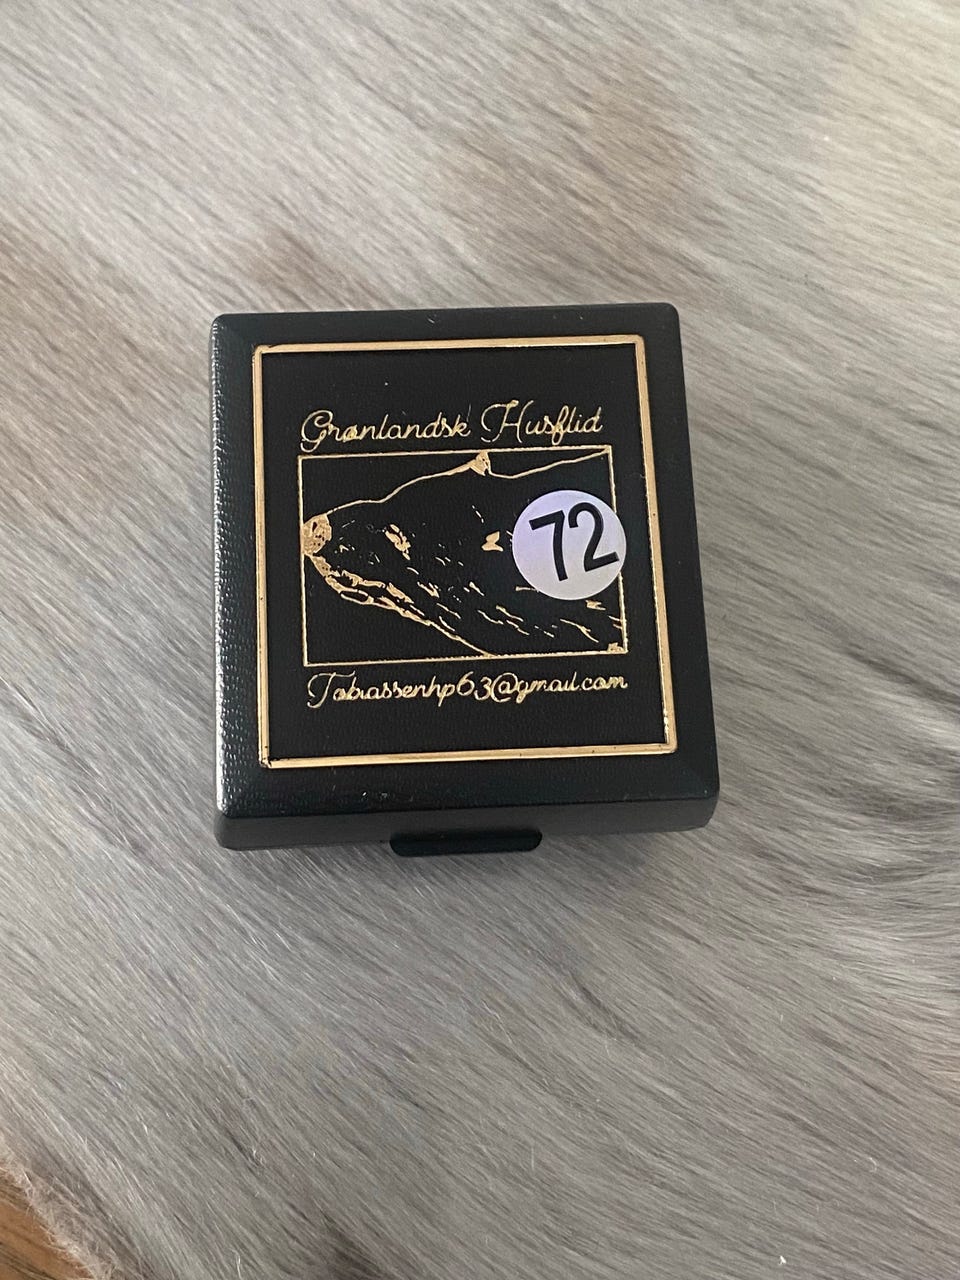 Grønlandsk Husflid
72
Tobiassenhp63@gmail.com